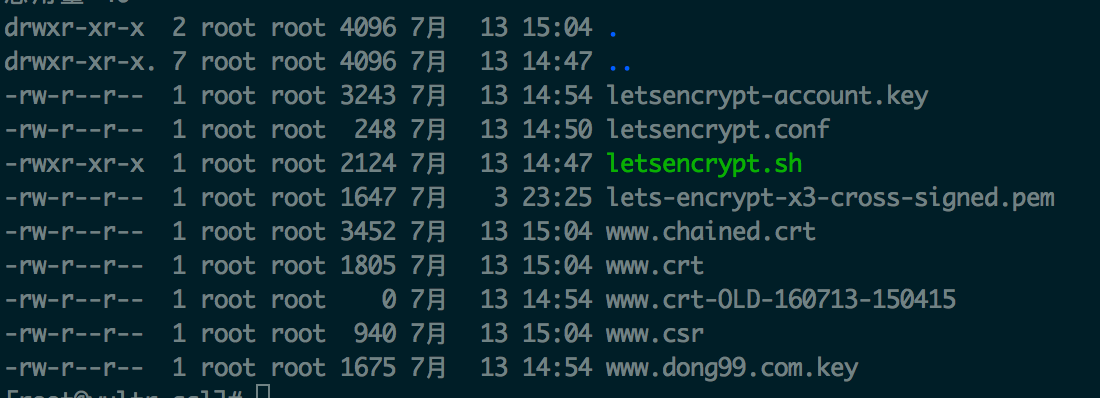 drwxr-xr-x  2 root root 4096 7月  13 15:04 .
drwxr-xr-x. 7 root root 4096 7月  13 14:47 ..
-rw-r--r--  1 root root 3243 7月  13 14:54 letsencrypt-account.key
-rw-r--r--  1 root root  248 7月  13 14:50 letsencrypt.conf
-rwxr-xr-x  1 root root 2124 7月  13 14:47 letsencrypt.sh
-rw-r--r--  1 root root 1647 7月   3 23:25 lets-encrypt-x3-cross-signed.pem
-rw-r--r--  1 root root 3452 7月  13 15:04 www.chained.crt
-rw-r--r--  1 root root 1805 7月  13 15:04 www.crt
-rw-r--r--  1 root root    0 7月  13 14:54 www.crt-OLD-160713-150415
-rw-r--r--  1 root root  940 7月  13 15:04 www.csr
-rw-r--r--  1 root root 1675 7月  13 14:54 www.dong99.com.key